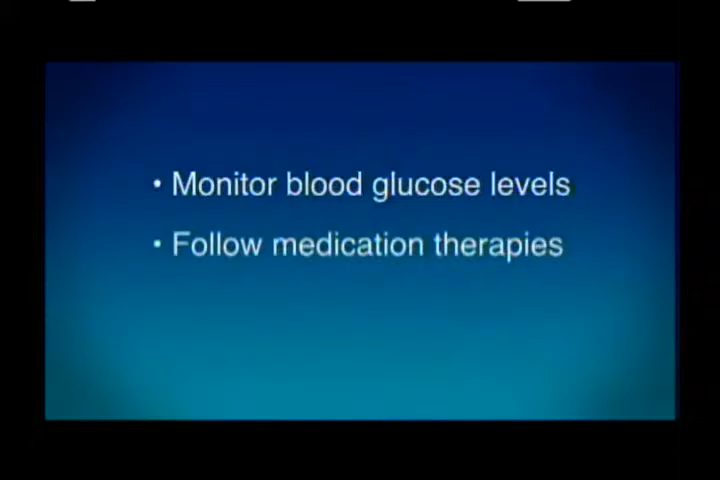 • Monitor blood glucose levels
• Follow medication therapies